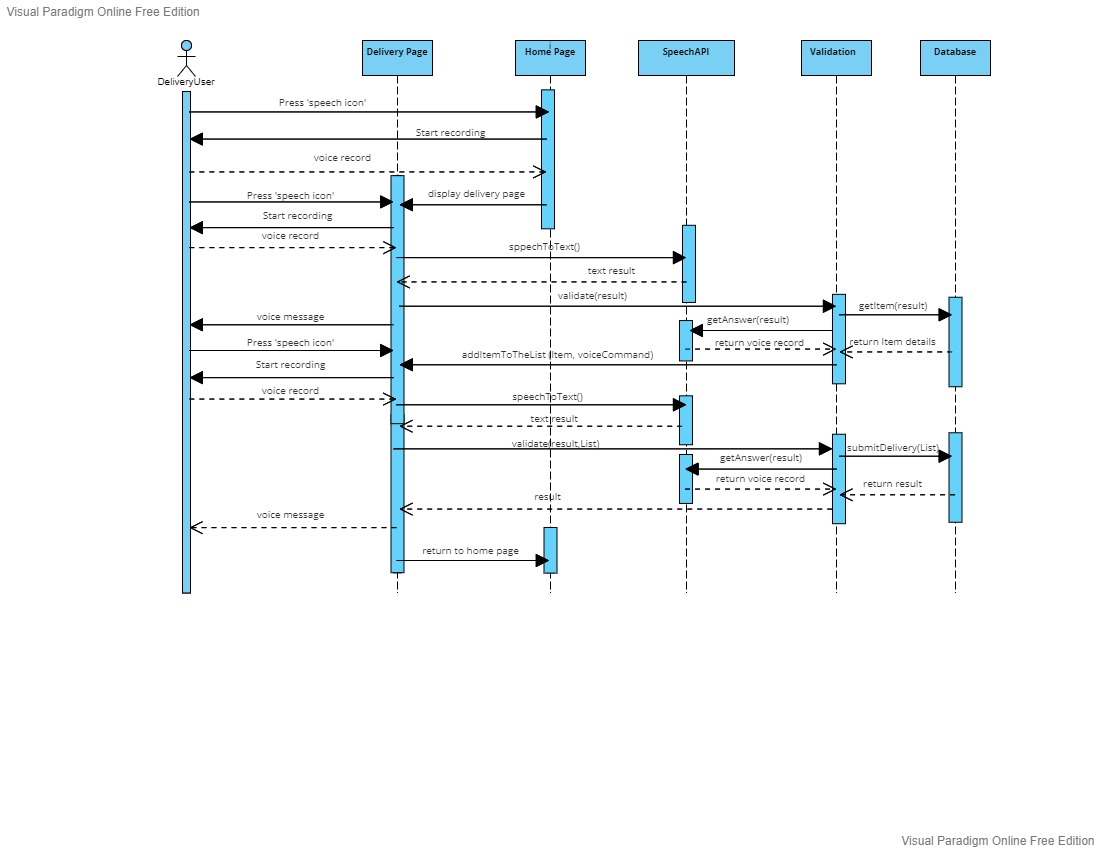 Visual Paradigm Online Free Edition
Delivery Page
Home Page
SpeechAPI
Validation
Database
DeliveryUser
Press 'speech icon'
Start recording
voice record
display delivery page
Press 'speech icon'
Start recording
voice record
sppechToText()
text result
validate(result)
getItem(result)
voice message
getAnswer(result)
return voice record
return Item details
Press 'speech icon'
addItemToTheList (Item, voiceCommand)
Start recording
voice record
speechToText()
text result
validate(result,List)
submitDelivery(List)
getAnswer(result)
return voice record
return result
result
voice message
return to home page
Visual Paradigm Online Free Edition